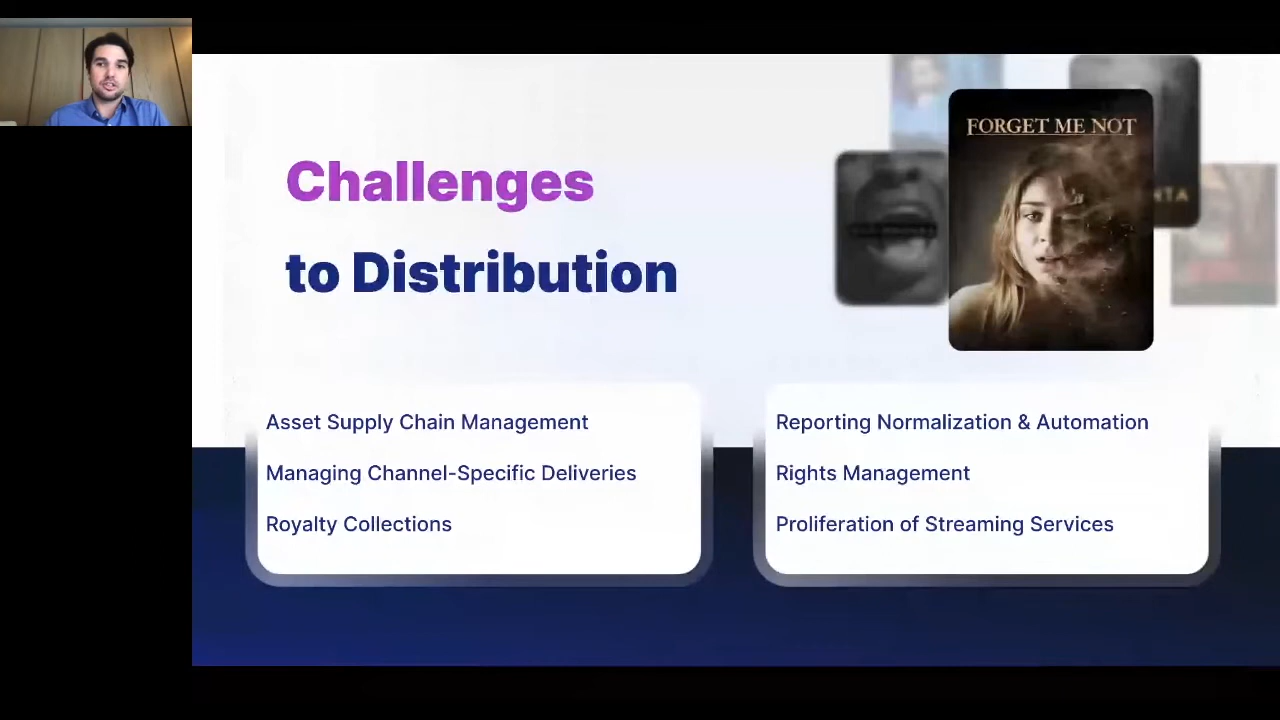 Challenges
to Distribution
FORGET ME NOT
NTA
Asset Supply Chain Management
Managing Channel-Specific Deliveries
Royalty Collections
Reporting Normalization & Automation
Rights Management
Proliferation of Streaming Services